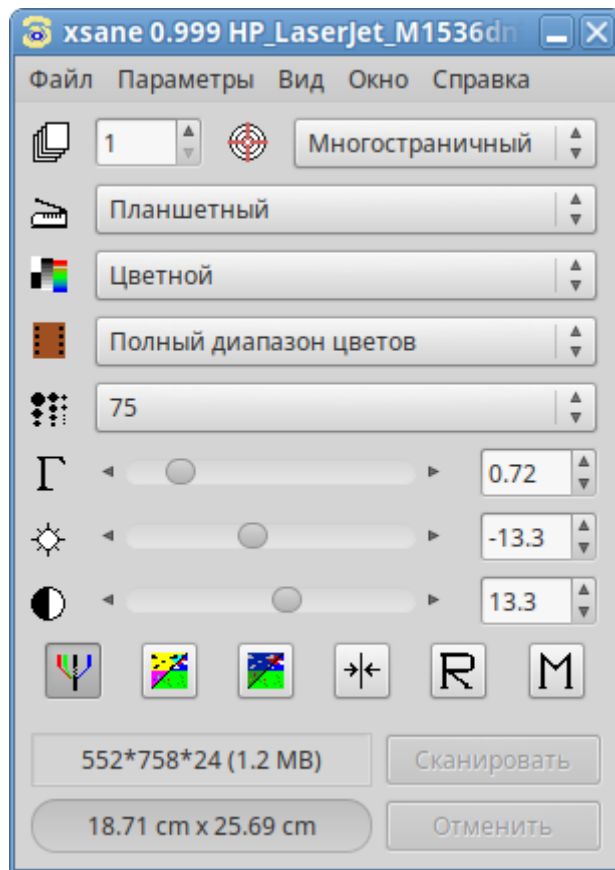 xsane 0.999 HP_LaserJet_M1536dn
Файл Параметры Вид Окно Справка
1 Многостраничный
Планшетный
Цветной
Полный диапазон цветов
75
Γ 0.72
-13.3
13.3
R M
552*758*24 (1.2 MB) Сканировать
18.71 cm x 25.69 cm Отменить